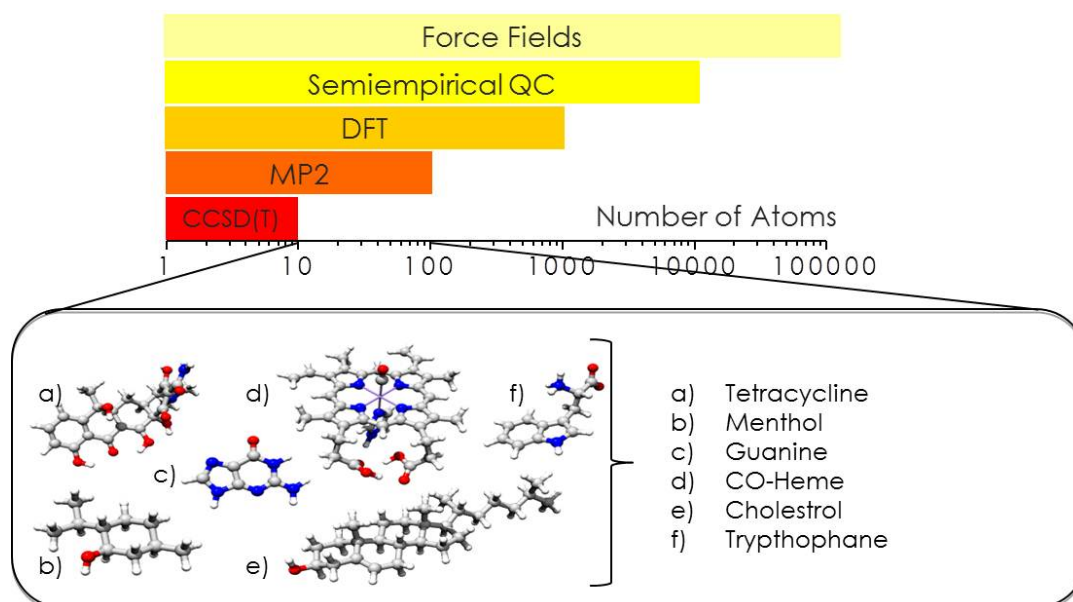 Force Fields
Semiempirical QC
DFT
MP2
CCSD(T)
Number of Atoms
1 10 100 1000 10000 100000
a)
d)
f)
c)
b)
e)
a) Tetracycline
b) Menthol
c) Guanine
d) CO-Heme
e) Cholestrol
f) Trypthophane